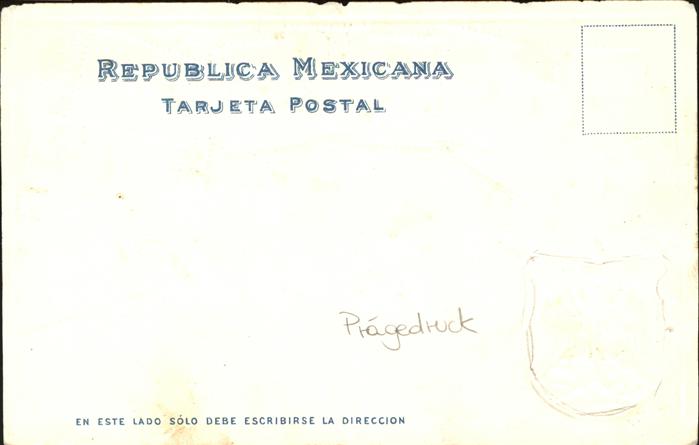 REPUBLICA MEXICANA
TARJETA POSTAL
Prägedruck
EN ESTE LADO SÓLO DEBE ESCRIBIRSE LA DIRECCION